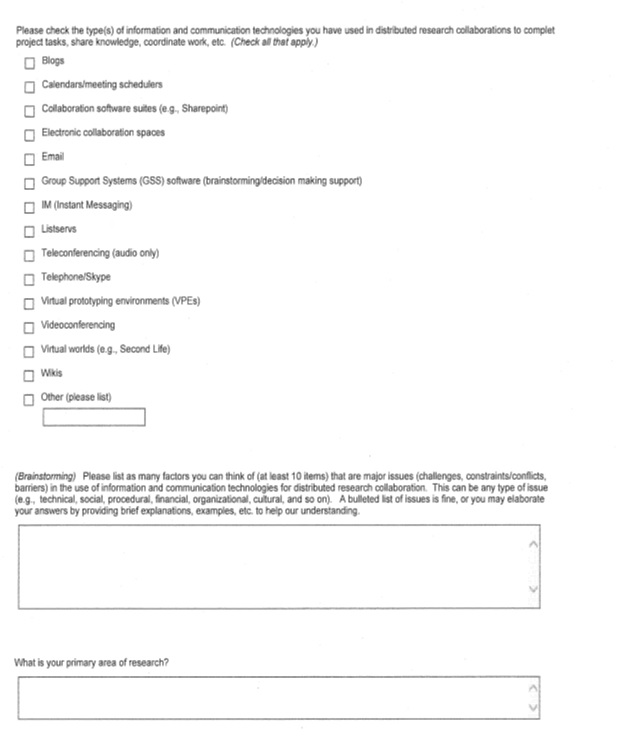 Please check the type(s) of information and communication technologies you have used in distributed research collaborations to complet
project tasks, share knowledge, coordinate work, etc. (Check all that apply.)
Blogs
Calendars/meeting schedulers
Collaboration software suites (e.g., Sharepoint)
Electronic collaboration spaces
Email
Group Support Systems (GSS) software (brainstorming/decision making support)
IM (Instant Messaging)
Listservs
Teleconferencing (audio only)
Telephone/Skype
Virtual prototyping environments (VPEs)
Videoconferencing
Virtual worlds (e.g., Second Life)
Wikis
Other (please list)
(Brainstorming) Please list as many factors you can think of (at least 10 items) that are major issues (challenges, constraints/conflicts,
barriers) in the use of information and communication technologies for distributed research collaboration. This can be any type of issue
(e.g., technical, social, procedural, financial, organizational, cultural, and so on). A bulleted list of issues is fine, or you may elaborate
your answers by providing brief explanations, examples, etc. to help our understanding.
What is your primary area of research?